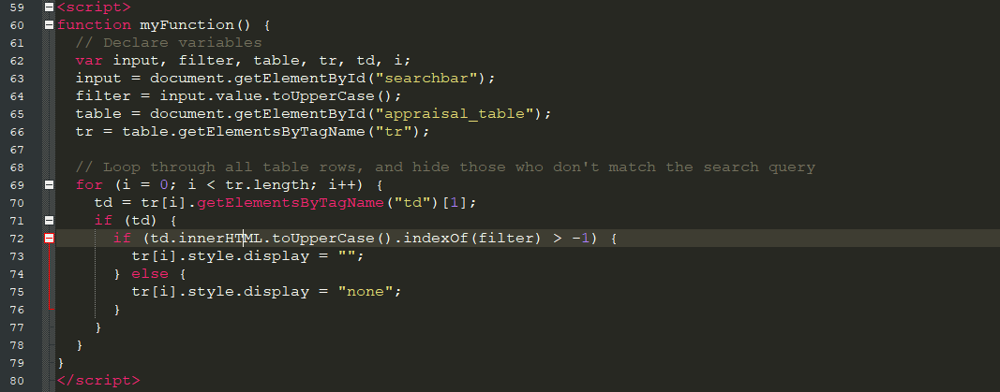 59 <script>
60 function myFunction() {
61   // Declare variables
62   var input, filter, table, tr, td, i;
63   input = document.getElementById("searchbar");
64   filter = input.value.toUpperCase();
65   table = document.getElementById("appraisal_table");
66   tr = table.getElementsByTagName("tr");
67
68   // Loop through all table rows, and hide those who don't match the search query
69   for (i = 0; i < tr.length; i++) {
70     td = tr[i].getElementsByTagName("td")[1];
71     if (td) {
72       if (td.innerHTML.toUpperCase().indexOf(filter) > -1) {
73         tr[i].style.display = "";
74       } else {
75         tr[i].style.display = "none";
76       }
77     }
78   }
79 }
80 </script>